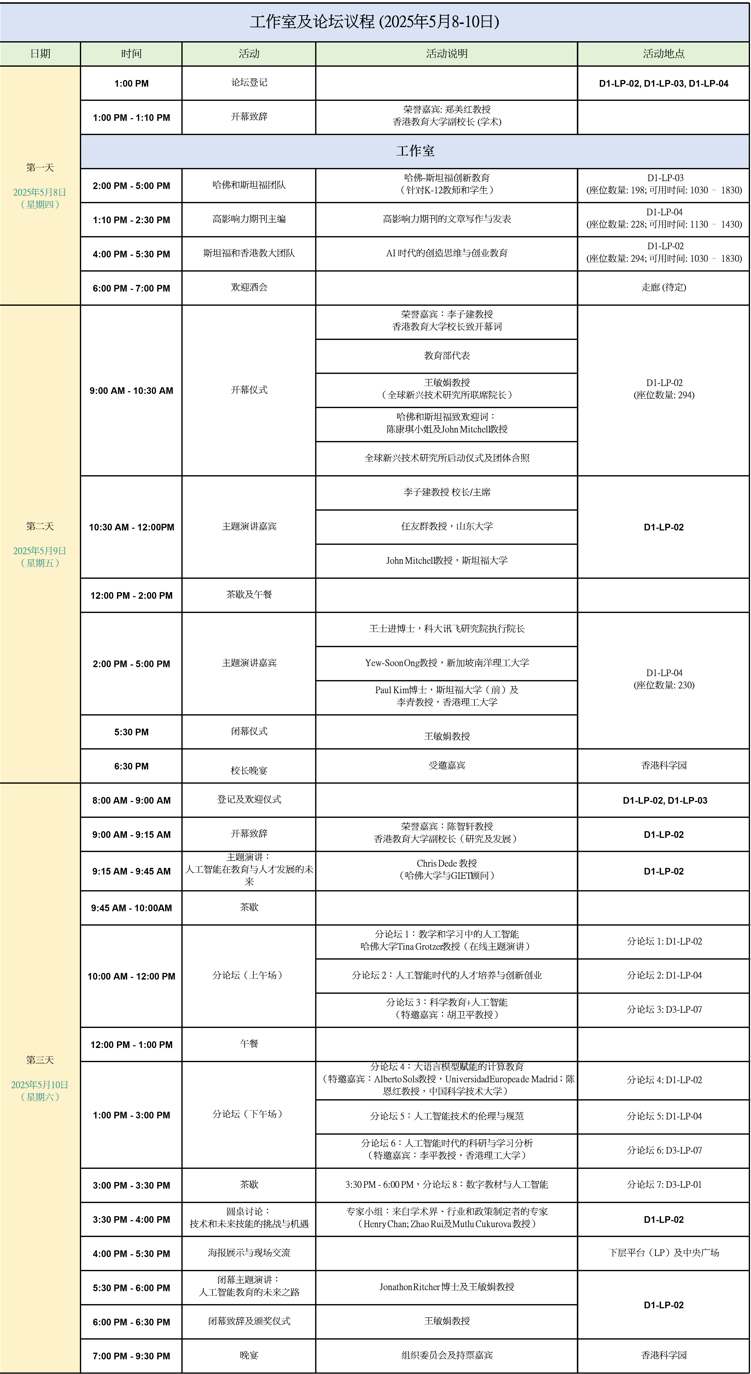 工作室及论坛议程 (2025年5月8-10日)
日期 时间 活动 活动说明 活动地点
第一天
2025年5月8日
(星期四)
1:00 PM 论坛登记 D1-LP-02, D1-LP-03, D1-LP-04
1:00 PM - 1:10 PM 开幕致辞
荣誉嘉宾: 郑美红教授
香港教育大学副校长 (学术)
工作室
2:00 PM - 5:00 PM 哈佛和斯坦福团队
哈佛-斯坦福创新教育
(针对K-12教师和学生)
D1-LP-03
(座位数量: 198; 可用时间: 1030 – 1830)
1:10 PM - 2:30 PM 高影响力期刊主编 高影响力期刊的文章写作与发表
D1-LP-04
(座位数量: 228; 可用时间: 1130 – 1430)
4:00 PM - 5:30 PM 斯坦福和香港教大团队 AI 时代的创造思维与创业教育
D1-LP-02
(座位数量: 294; 可用时间: 1030 – 1830)
6:00 PM - 7:00 PM 欢迎酒会 走廊 (待定)
第二天
2025年5月9日
(星期五)
9:00 AM - 10:30 AM 开幕仪式
荣誉嘉宾：李子建教授
香港教育大学校长致开幕词
教育部代表
王敏娟教授
(全球新兴技术研究所联席院长)
哈佛和斯坦福致欢迎词：
陈康琪小姐及John Mitchell教授
全球新兴技术研究所启动仪式及团体合照
D1-LP-02
(座位数量: 294)
10:30 AM - 12:00PM 主题演讲嘉宾
李子建教授 校长/主席
任友群教授，山东大学
John Mitchell教授，斯坦福大学
D1-LP-02
12:00 PM - 2:00 PM 茶歇及午餐
2:00 PM - 5:00 PM 主题演讲嘉宾
王士进博士，科大讯飞研究院执行院长
Yew-Soon Ong教授，新加坡南洋理工大学
Paul Kim博士，斯坦福大学（前）及
李青教授，香港理工大学
D1-LP-04
(座位数量: 230)
5:30 PM 闭幕仪式 王敏娟教授
6:30 PM 校长晚宴 受邀嘉宾 香港科学园
第三天
2025年5月10日
(星期六)
8:00 AM - 9:00 AM 登记及欢迎仪式 D1-LP-02, D1-LP-03
9:00 AM - 9:15 AM 开幕致辞
荣誉嘉宾：陈智轩教授
香港教育大学副校长（研究及发展）
D1-LP-02
9:15 AM - 9:45 AM
主题演讲：
人工智能在教育与人才发展的未
来
Chris Dede 教授
（哈佛大学与GIET顾问）
D1-LP-02
9:45 AM - 10:00AM 茶歇
10:00 AM - 12:00 PM 分论坛（上午场）
分论坛 1：教学和学习中的人工智能
哈佛大学Tina Grotzer教授（在线主题演讲）
分论坛 1: D1-LP-02
分论坛 2：人工智能时代的人才培养与创新创业 分论坛 2: D1-LP-04
分论坛 3：科学教育+人工智能
（特邀嘉宾：胡卫平教授）
分论坛 3: D3-LP-07
12:00 PM - 1:00 PM 午餐
1:00 PM - 3:00 PM 分论坛（下午场）
分论坛 4：大语言模型赋能的计算教育
（特邀嘉宾：Alberto Sols教授，Universidad Europea de Madrid；陈
恩红教授，中国科学技术大学）
分论坛 4: D1-LP-02
分论坛 5：人工智能技术的伦理与规范 分论坛 5: D1-LP-04
分论坛 6：人工智能时代的科研与学习分析
（特邀嘉宾：李平教授，香港理工大学）
分论坛 6: D3-LP-07
3:00 PM - 3:30 PM 茶歇 3:30 PM - 6:00 PM，分论坛 8：数字教材与人工智能 分论坛 7: D3-LP-01
3:30 PM - 4:00 PM
圆桌讨论：
技术和未来技能的挑战与机遇
专家小组：来自学术界、行业和政策制定者的专家
（Henry Chan; Zhao Rui及Mutlu Cukurova 教授）
D1-LP-02
4:00 PM - 5:30 PM 海报展示与现场交流 下层平台（LP）及中央广场
5:30 PM - 6:00 PM
闭幕主题演讲：
人工智能教育的未来之路
Jonathon Ritcher 博士及王敏娟教授
D1-LP-02
6:00 PM - 6:30 PM 闭幕致辞及颁奖仪式 王敏娟教授
7:00 PM - 9:30 PM 晚宴 组织委员会及持票嘉宾 香港科学园